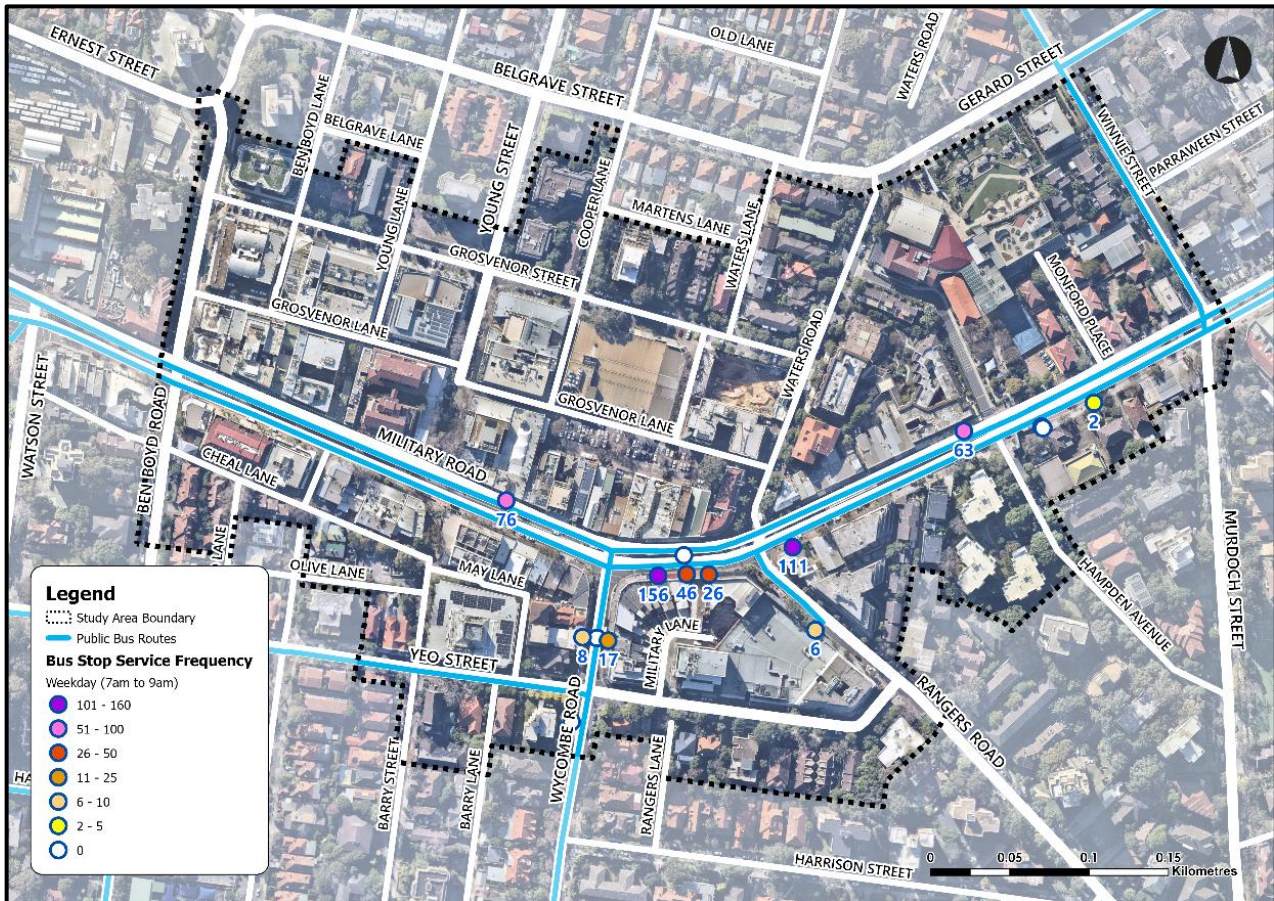 ERNEST STREET
BEN BOYD LANE
BELGRAVE LANE
BELGRAVE STREET
OLD LANE
WATERS ROAD
GERARD STREET
WINNIE STREET
PARRAWEEN STREET
YOUNG LANE
YOUNG STREET
COOPER LANE
MARTENS LANE
WATERS LANE
GROSVENOR STREET
MONFORD PLACE
GROSVENOR LANE
WATERS ROAD
GROSVENOR LANE
WATSON STREET
BEN BOYD ROAD
MILITARY ROAD
CHEAL LANE
76
63
2
111
156
46
26
MAY LANE
OLIVE LANE
LANE
MURDOCH STREET
HAMPDEN AVENUE
8
17
MILITARY LANE
6
YEO STREET
WYCOMBE ROAD
RANGERS ROAD
BARRY STREET
BARRY LANE
RANGERS LANE
HARRISON STREET
HA
Legend
Study Area Boundary
Public Bus Routes
Bus Stop Service Frequency
Weekday (7am to 9am)
101 - 160
51 - 100
26 - 50
11 - 25
6 - 10
2 - 5
0
0 0.05 0.1 0.15
Kilometres